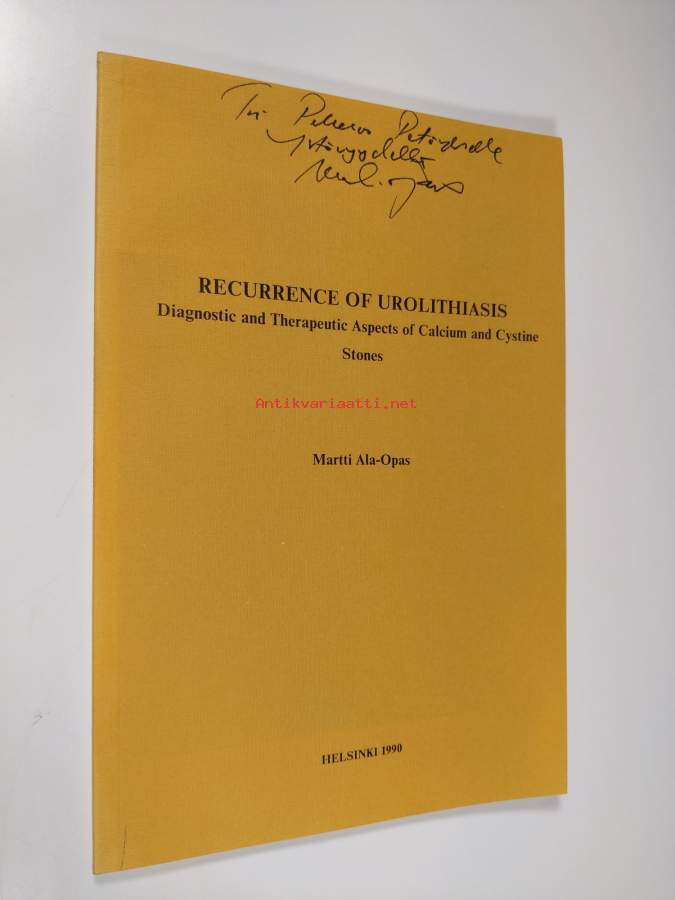 Ystävyydellä
RECURRENCE OF UROLITHIASIS
Diagnostic and Therapeutic Aspects of Calcium and Cystine
Stones
Antikvariaatti.net
Martti Ala-Opas
HELSINKI 1990